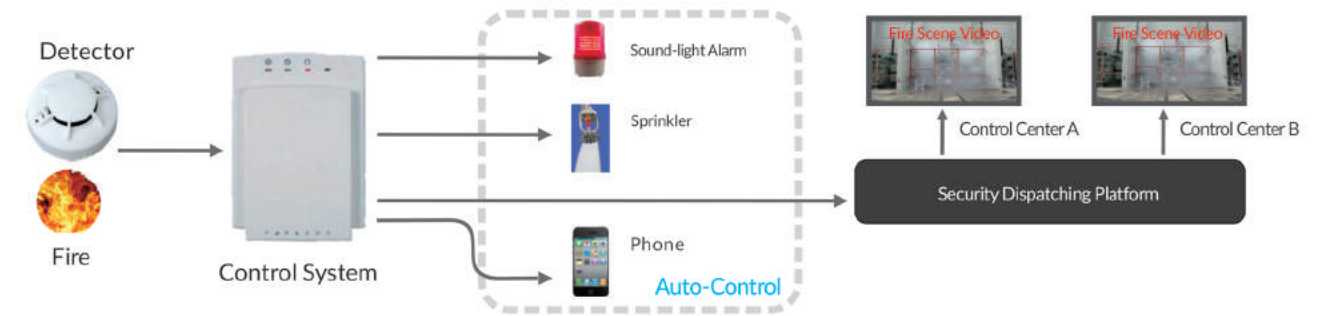 Detector
Fire
Control System
Sound-light Alarm
Sprinkler
Phone
Auto-Control
Fire Scene Video
Control Center A
Fire Scene Video
Control Center B
Security Dispatching Platform